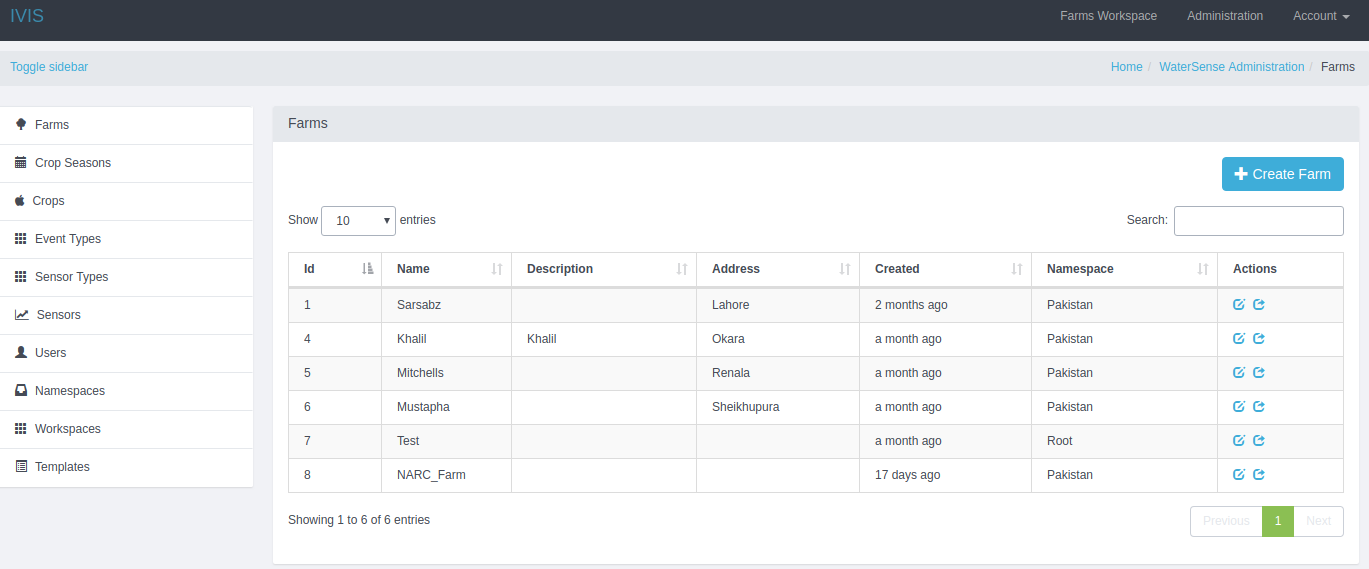 IVIS Farms Workspace Administration Account
Toggle sidebar Home / WaterSense Administration / Farms
Farms
Crop Seasons
Crops
Event Types
Sensor Types
Sensors
Users
Namespaces
Workspaces
Templates
Farms
Create Farm
Show 10 entries Search:
Id Name Description Address Created Namespace Actions
1 Sarsabz Lahore 2 months ago Pakistan
4 Khalil Khalil Okara a month ago Pakistan
5 Mitchells Renala a month ago Pakistan
6 Mustapha Sheikhupura a month ago Pakistan
7 Test a month ago Root
8 NARC_Farm 17 days ago Pakistan
Showing 1 to 6 of 6 entries Previous 1 Next